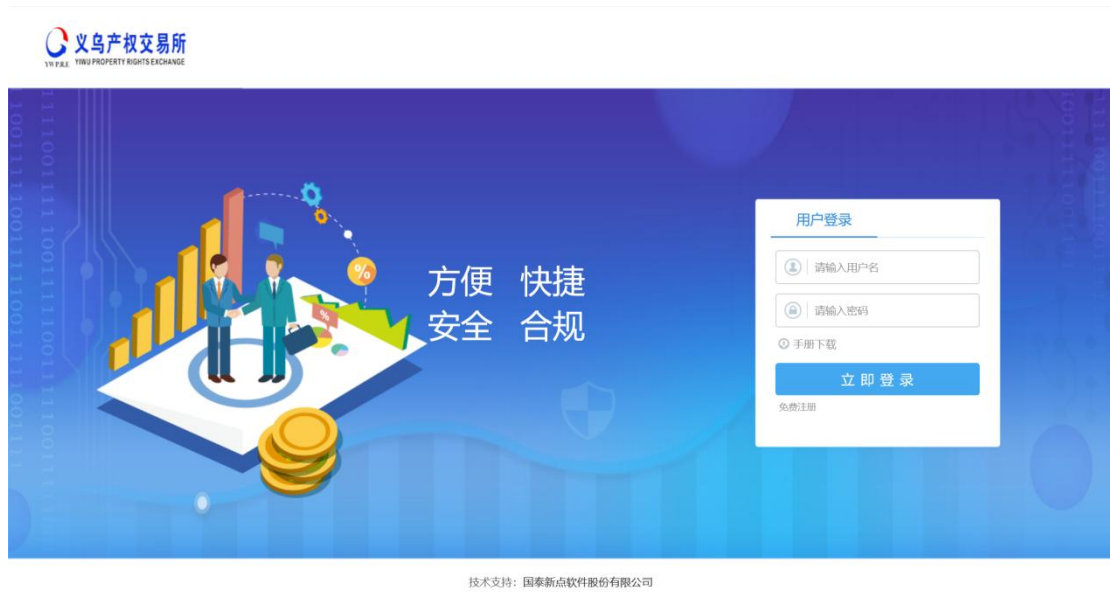 义乌产权交易所
YW P.R.E YIWU PROPERTY RIGHTS EXCHANGE
用户登录
请输入用户名
方便 快捷
安全 合规
请输入密码
手册下载
立即登录
免费注册
%
%
技术支持：国泰新点软件股份有限公司